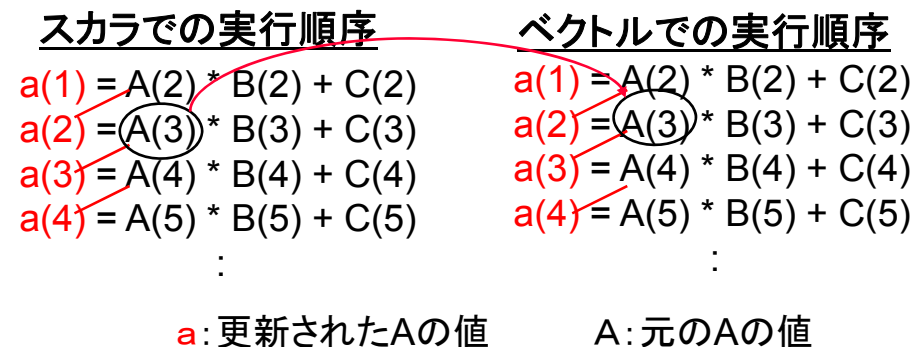 スカラでの実行順序
a(1) = A(2) * B(2) + C(2)
a(2) = A(3) * B(3) + C(3)
a(3) = A(4) * B(4) + C(4)
a(4) = A(5) * B(5) + C(5)
:
ベクトルでの実行順序
a(1) = A(2) * B(2) + C(2)
a(2) = A(3) * B(3) + C(3)
a(3) = A(4) * B(4) + C(4)
a(4) = A(5) * B(5) + C(5)
:
a:更新されたAの値 A:元のAの値